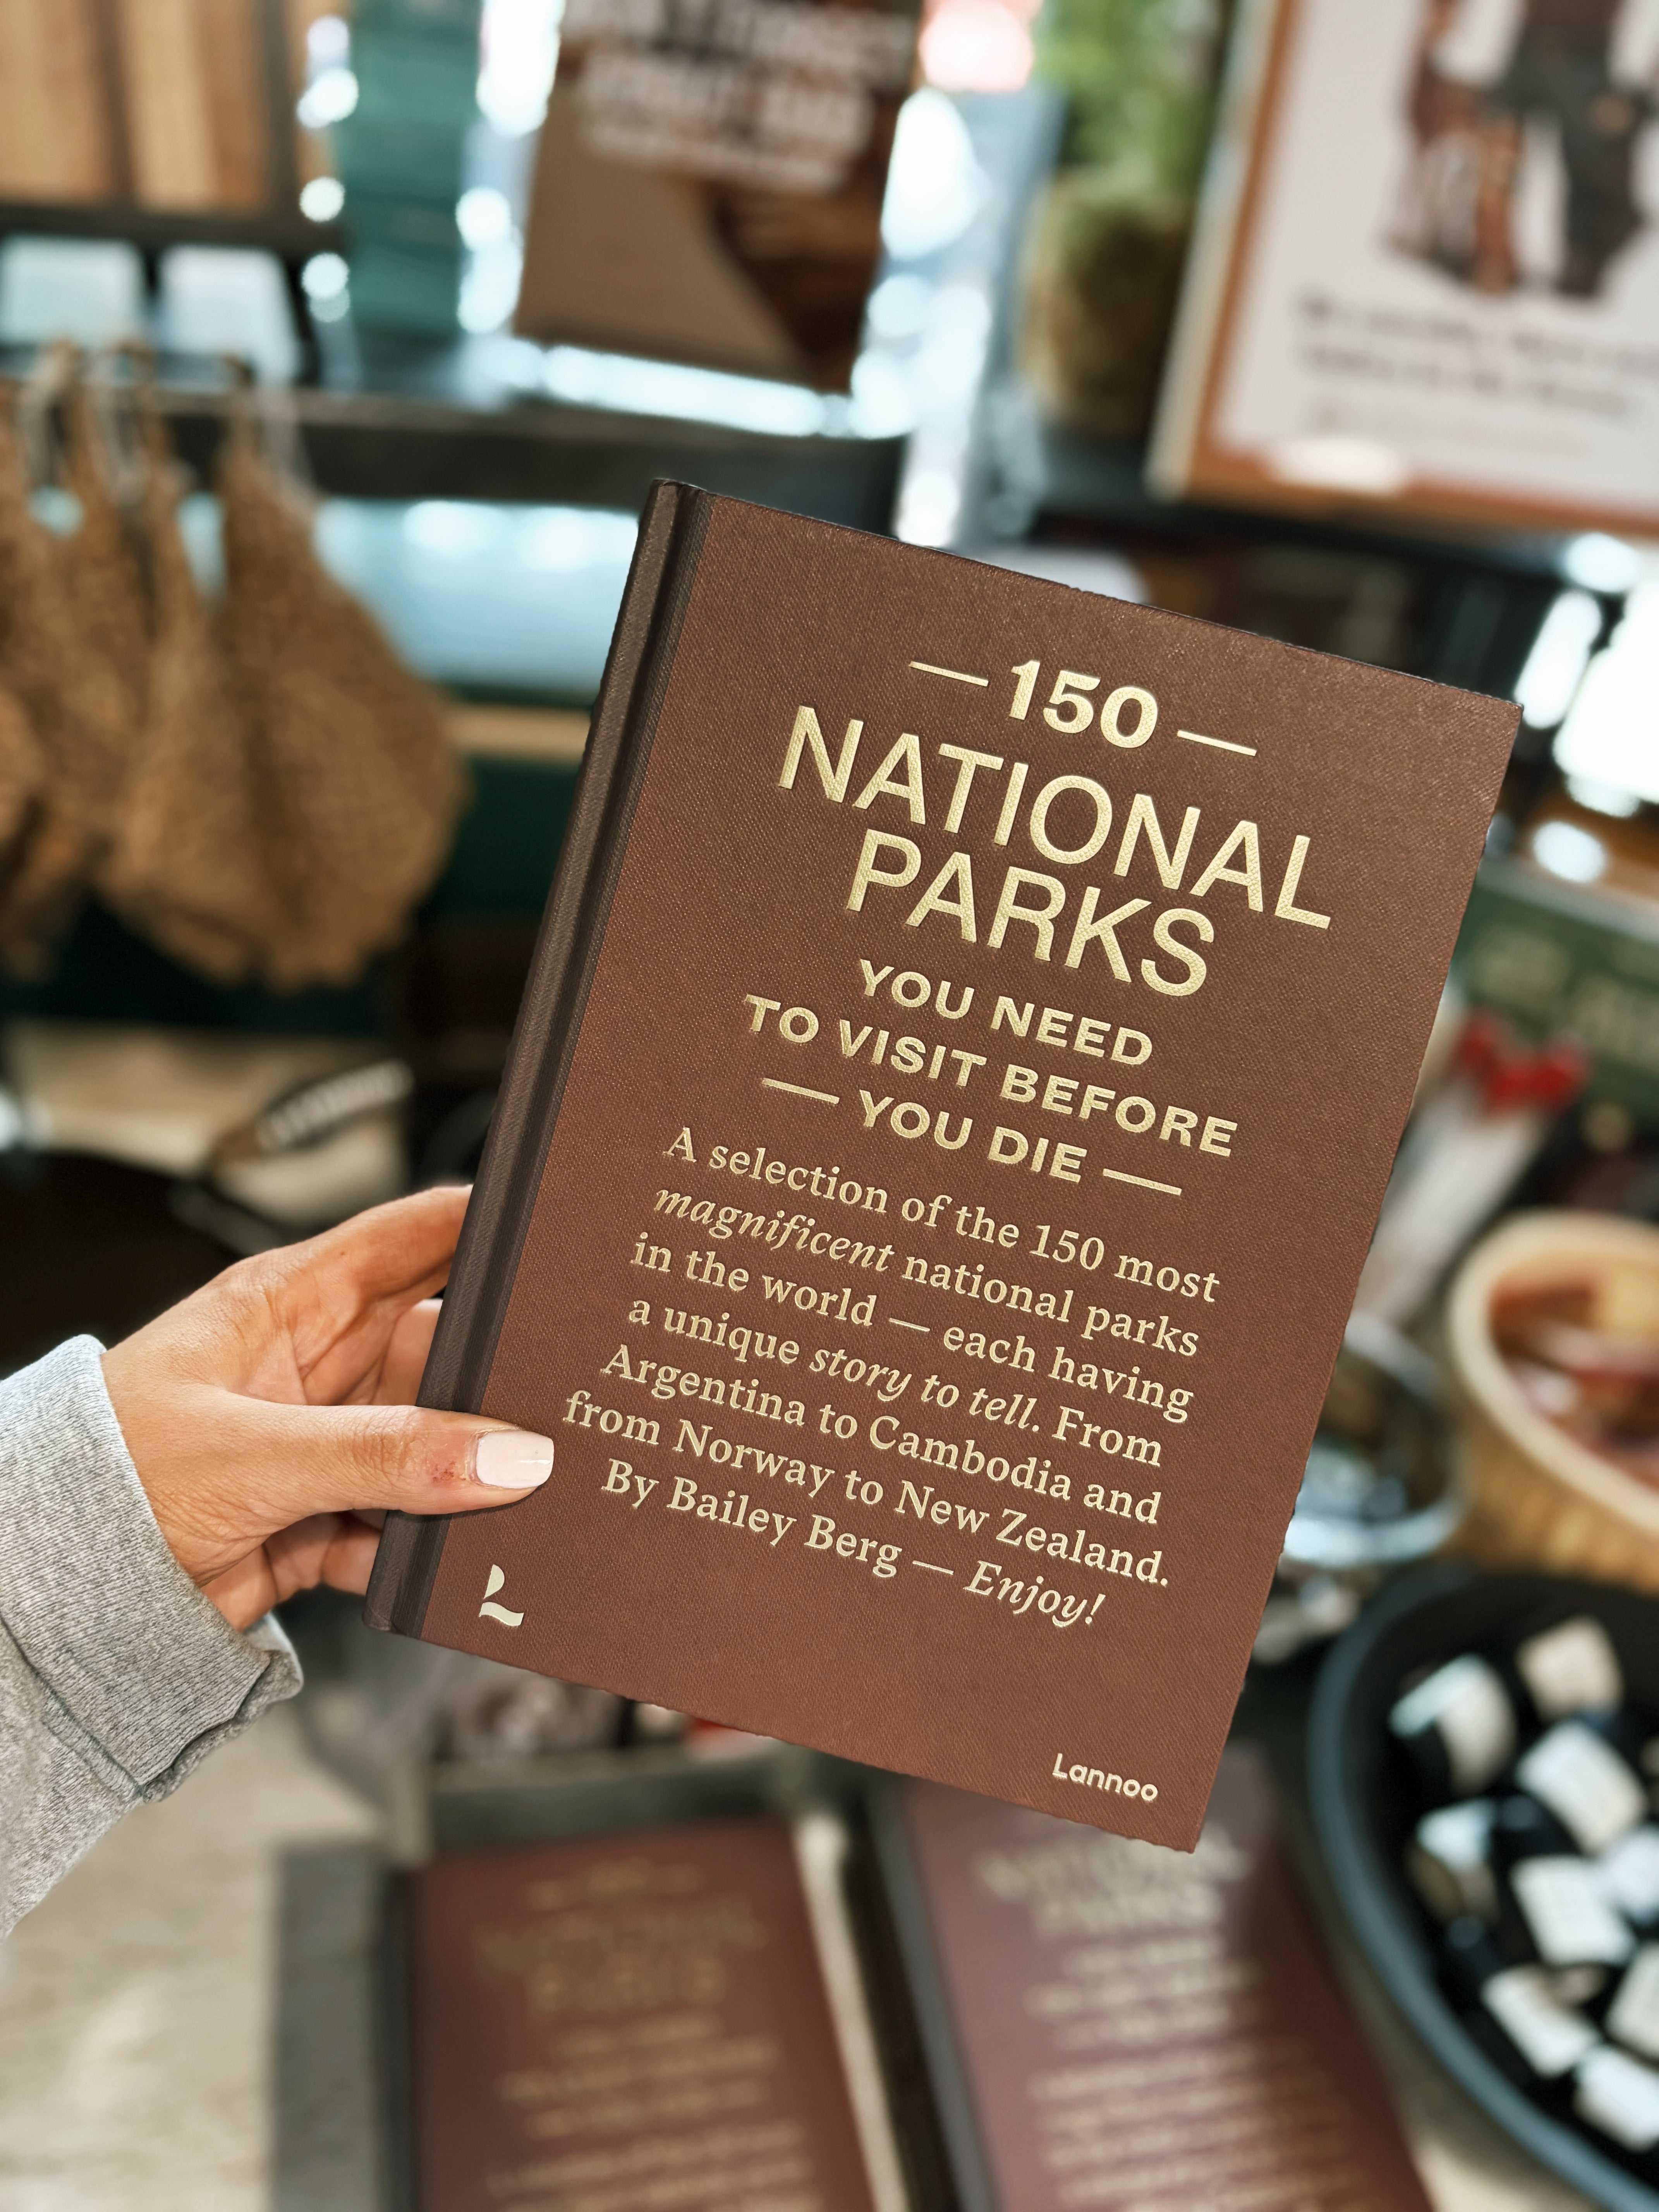 — 150 —
NATIONAL
PARKS
YOU NEED
TO VISIT BEFORE
— YOU DIE —
A selection of the 150 most
magnificent national parks
in the world — each having
a unique story to tell. From
Argentina to Cambodia and
from Norway to New Zealand.
By Bailey Berg — Enjoy!
Lannoo